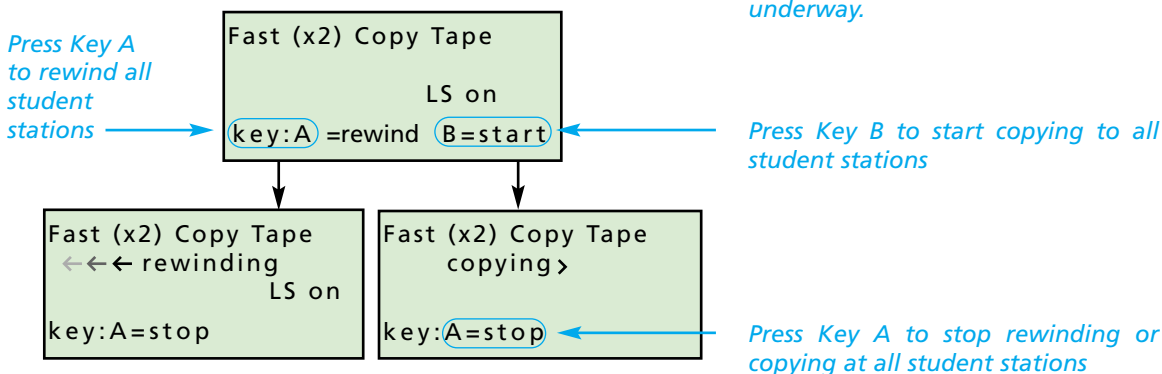 underway.
Press Key A
to rewind all
student
stations
Fast (x2) Copy Tape
LS on
key:A =rewind B=start
Press Key B to start copying to all
student stations
Fast (x2) Copy Tape
←←← rewinding
LS on
key:A=stop
Fast (x2) Copy Tape
copying>
key:A=stop
Press Key A to stop rewinding or
copying at all student stations